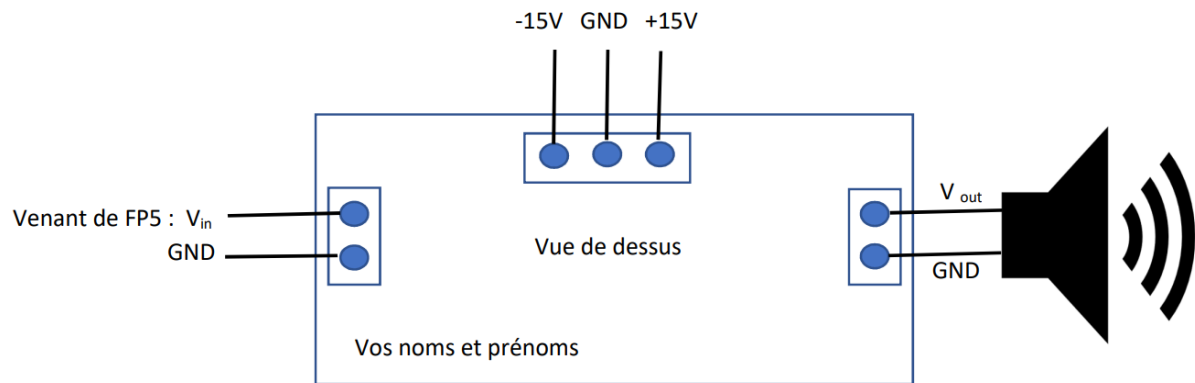 -15V GND +15V
Venant de FP5 : Vin
GND
Vue de dessus
V out
GND
Vos noms et prénoms